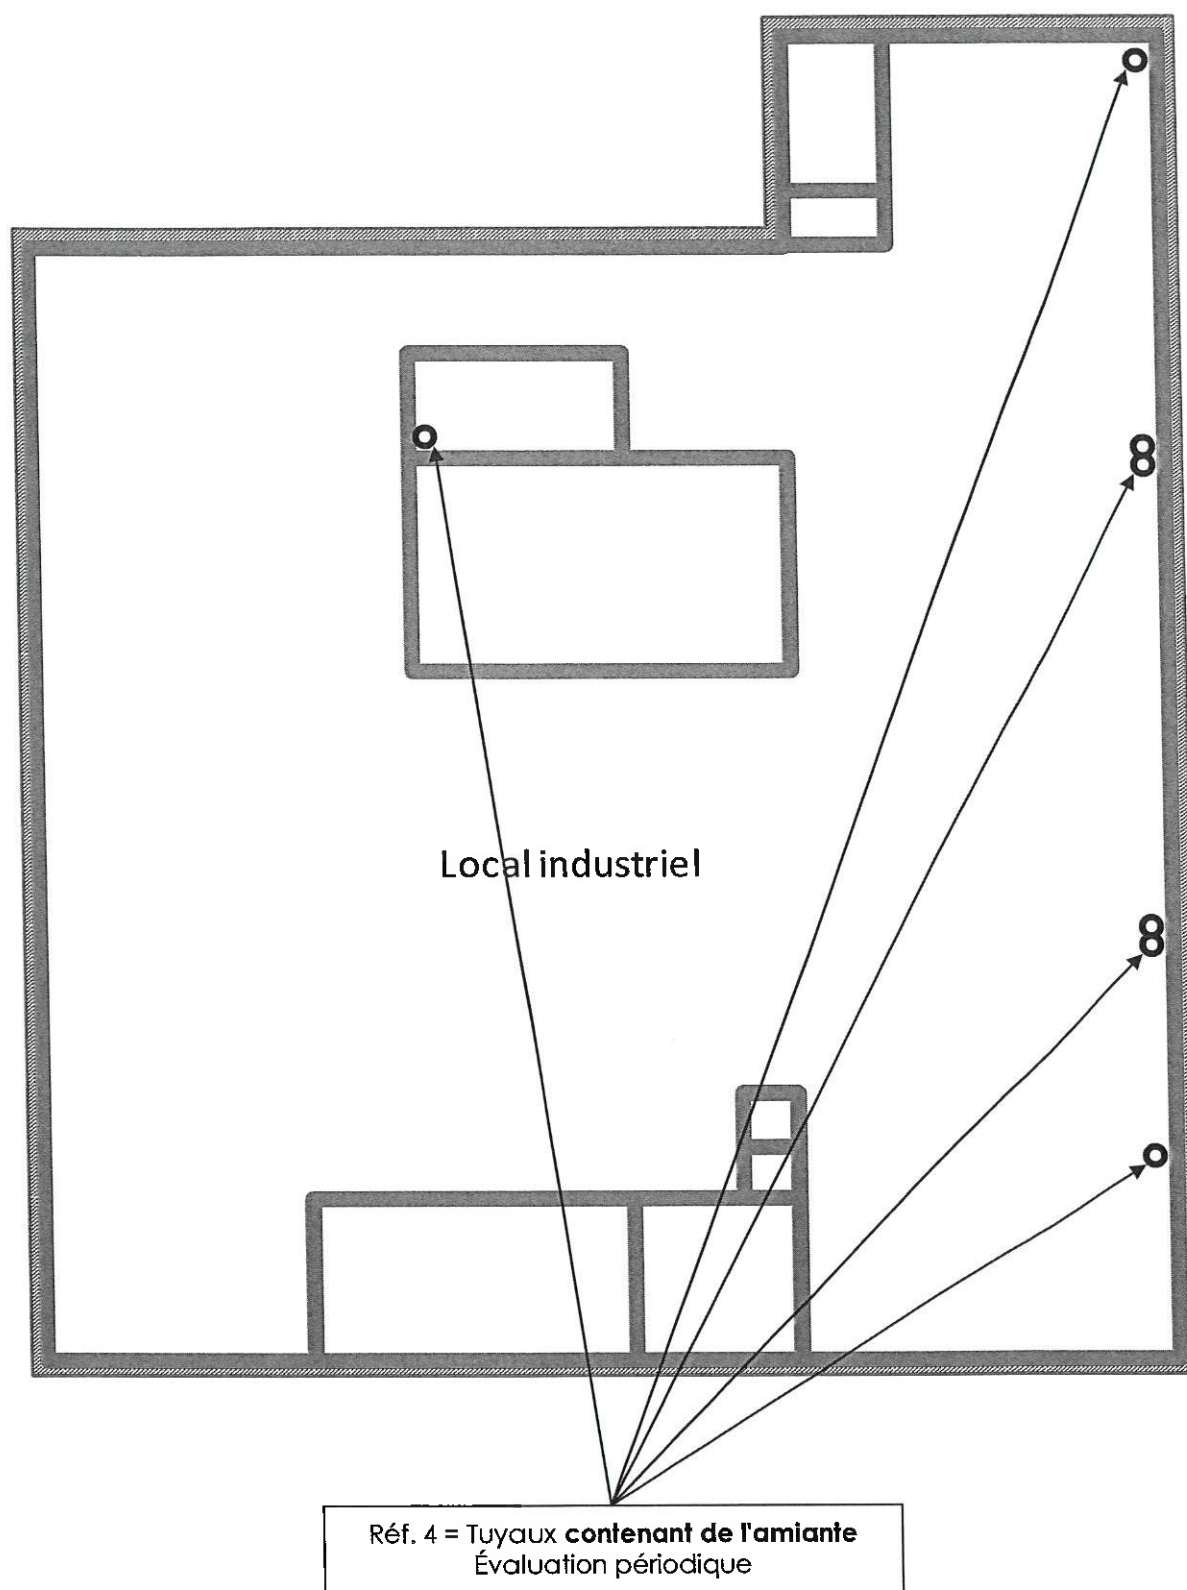 Local industriel
Réf. 4 = Tuyaux contenant de l'amiante
Évaluation périodique